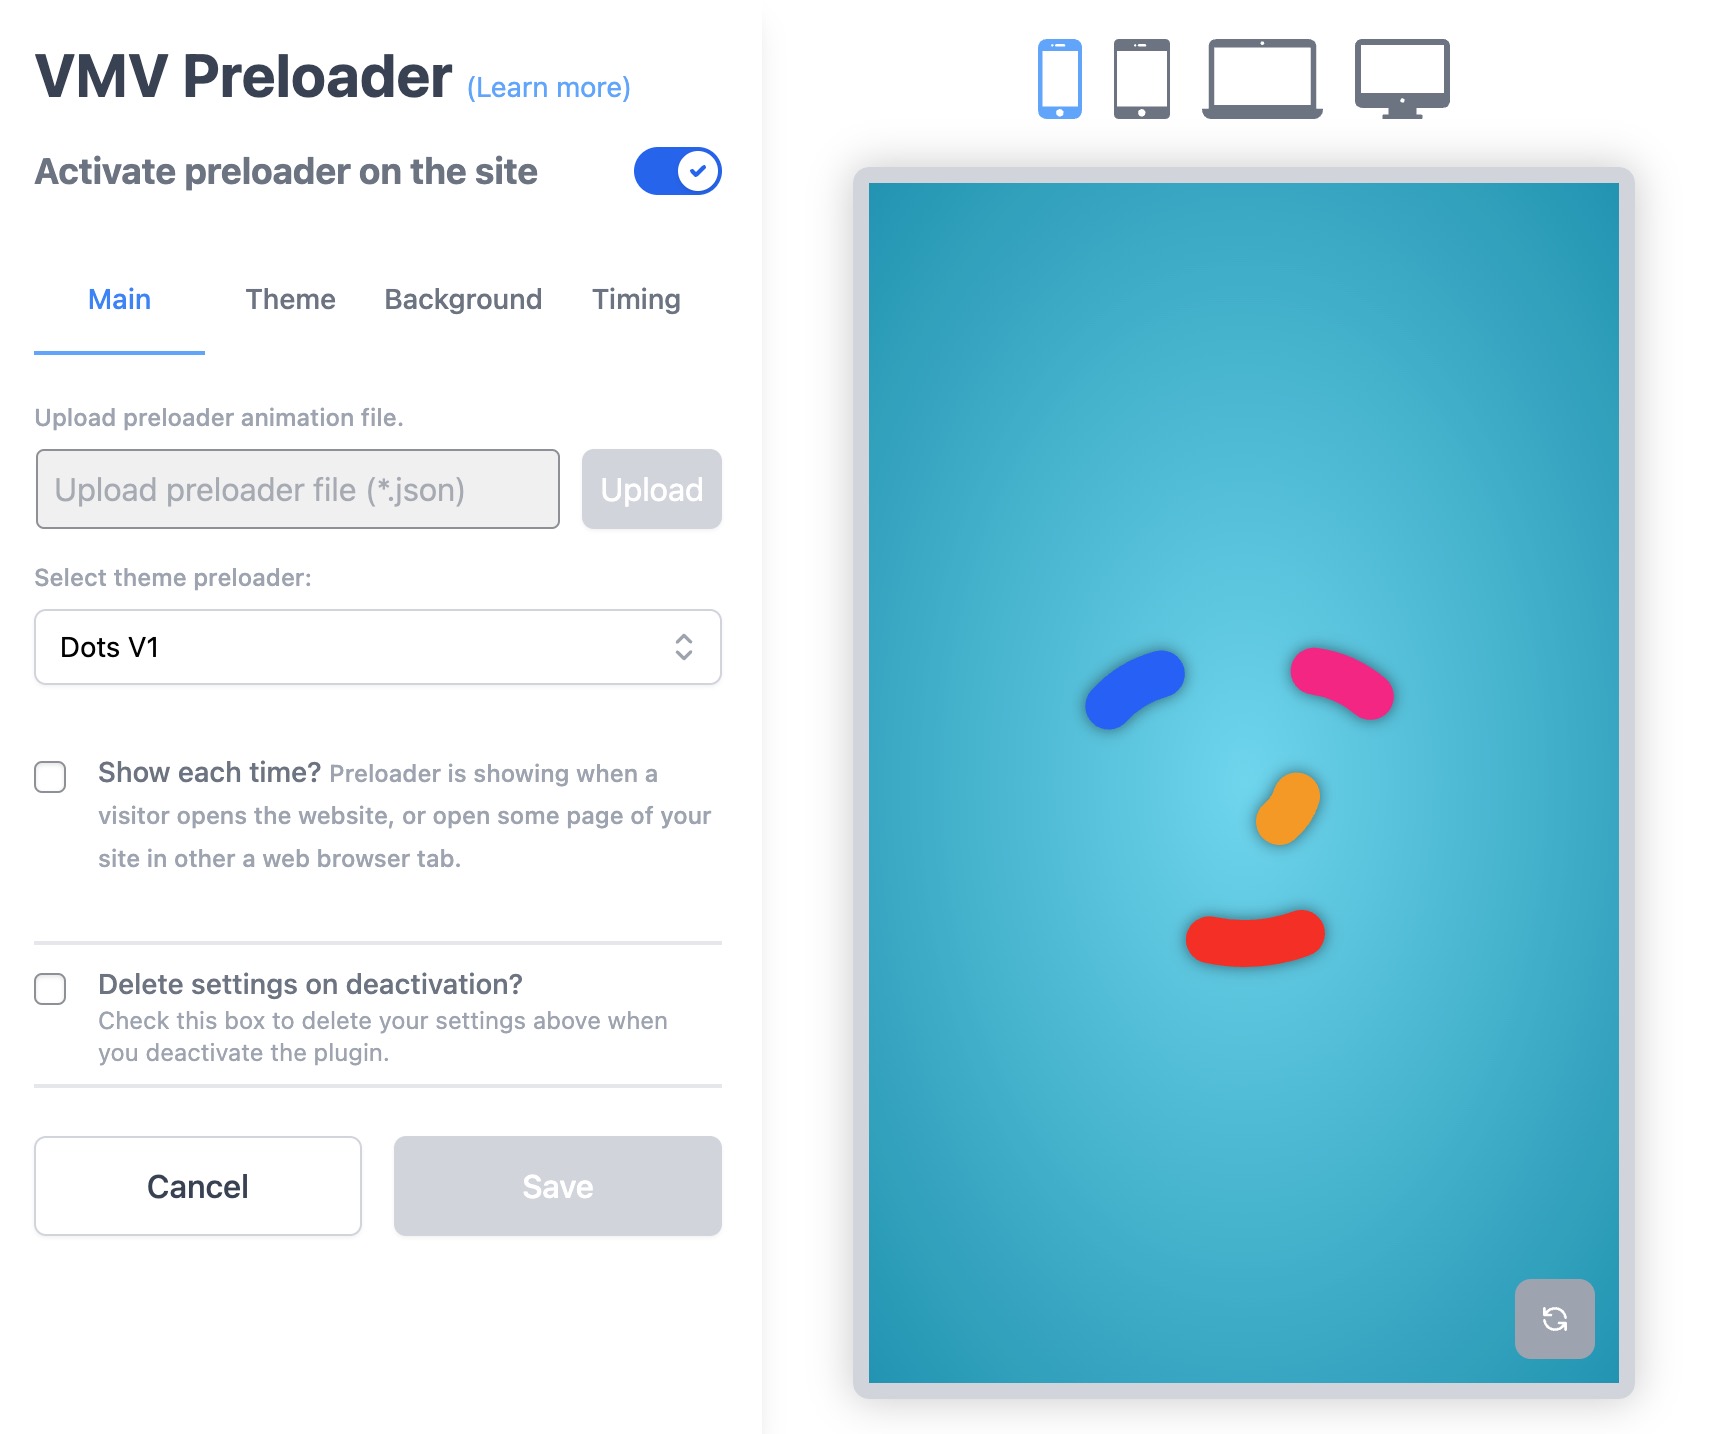 VMV Preloader (Learn more)
Activate preloader on the site
Main Theme Background Timing
Upload preloader animation file.
Upload preloader file (*.json) Upload
Select theme preloader:
Dots V1
Show each time? Preloader is showing when a
visitor opens the website, or open some page of your
site in other a web browser tab.
Delete settings on deactivation?
Check this box to delete your settings above when
you deactivate the plugin.
Cancel Save